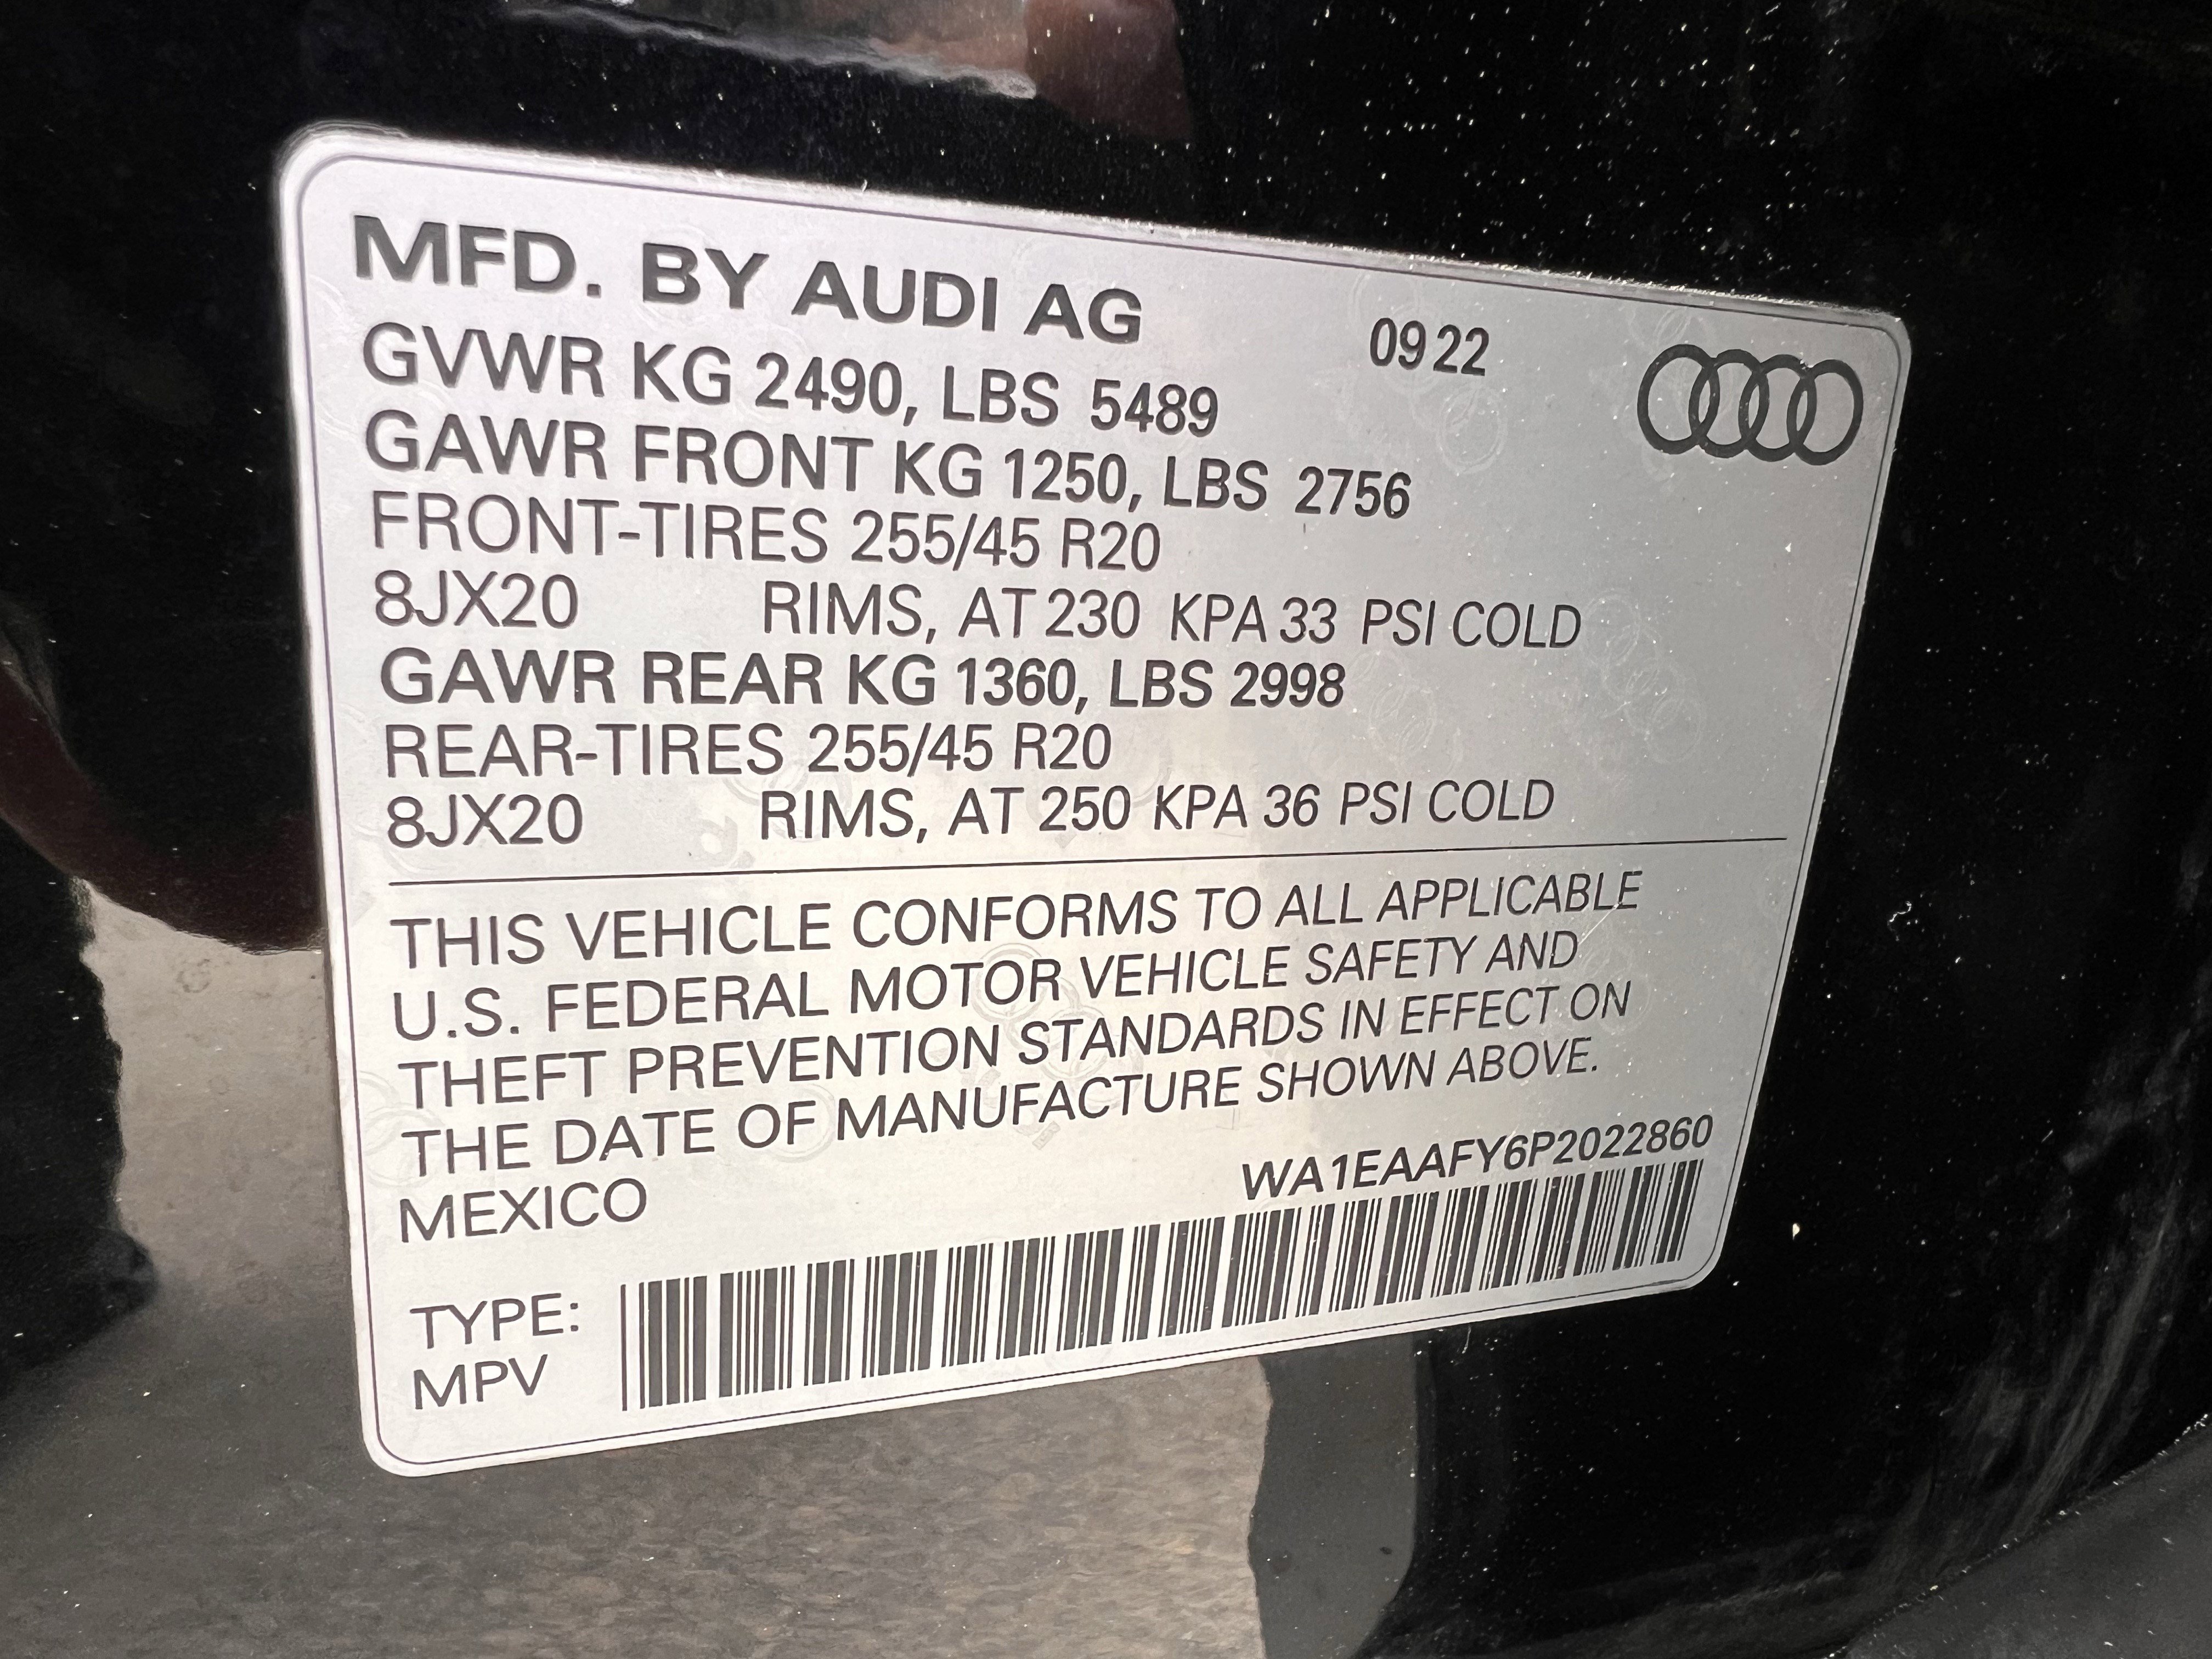 MFD. BY AUDI AG 0922
GVWR KG 2490, LBS 5489
GAWR FRONT KG 1250, LBS 2756
FRONT-TIRES 255/45 R20
8JX20 RIMS, AT 230 KPA 33 PSI COLD
GAWR REAR KG 1360, LBS 2998
REAR-TIRES 255/45 R20
8JX20 RIMS, AT 250 KPA 36 PSI COLD
THIS VEHICLE CONFORMS TO ALL APPLICABLE
U.S. FEDERAL MOTOR VEHICLE SAFETY AND
THEFT PREVENTION STANDARDS IN EFFECT ON
THE DATE OF MANUFACTURE SHOWN ABOVE.
MEXICO WA1EAAFY6P2022860
TYPE:
MPV